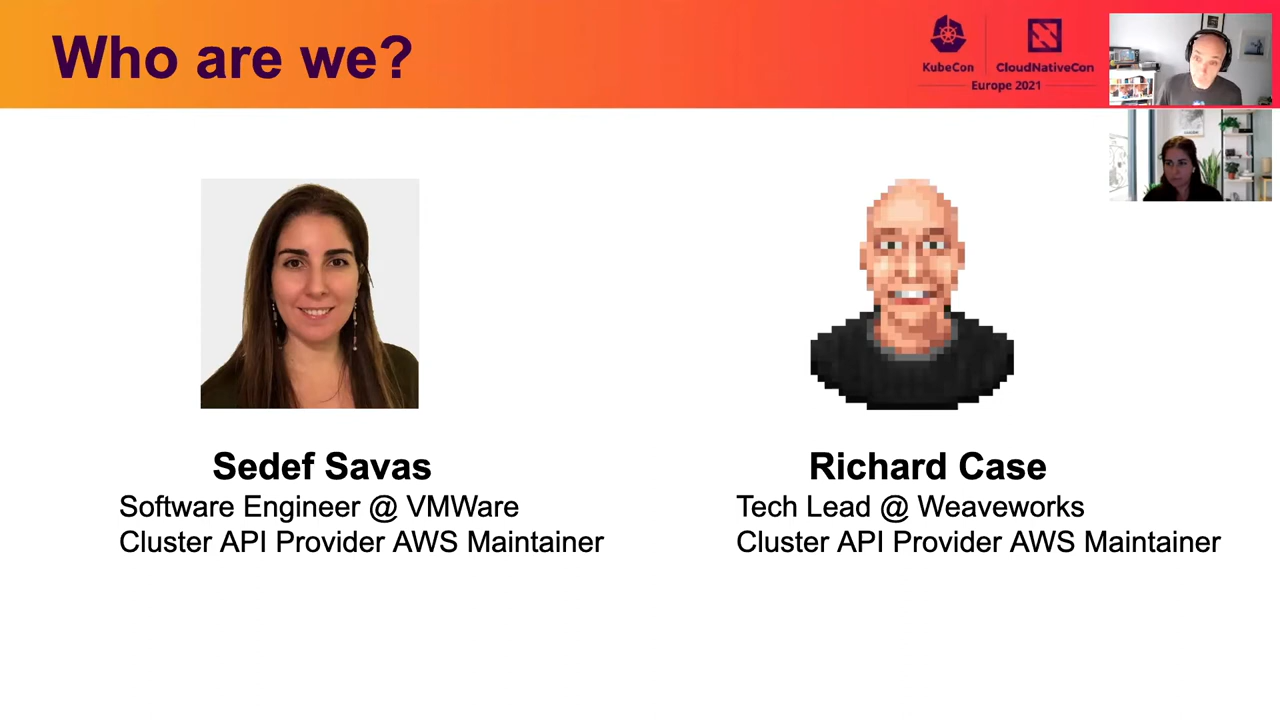 Who are we?
KubeCon
CloudNativeCon
Europe 2021
Sedef Savas
Software Engineer @ VMWare
Cluster API Provider AWS Maintainer
Richard Case
Tech Lead @ Weaveworks
Cluster API Provider AWS Maintainer